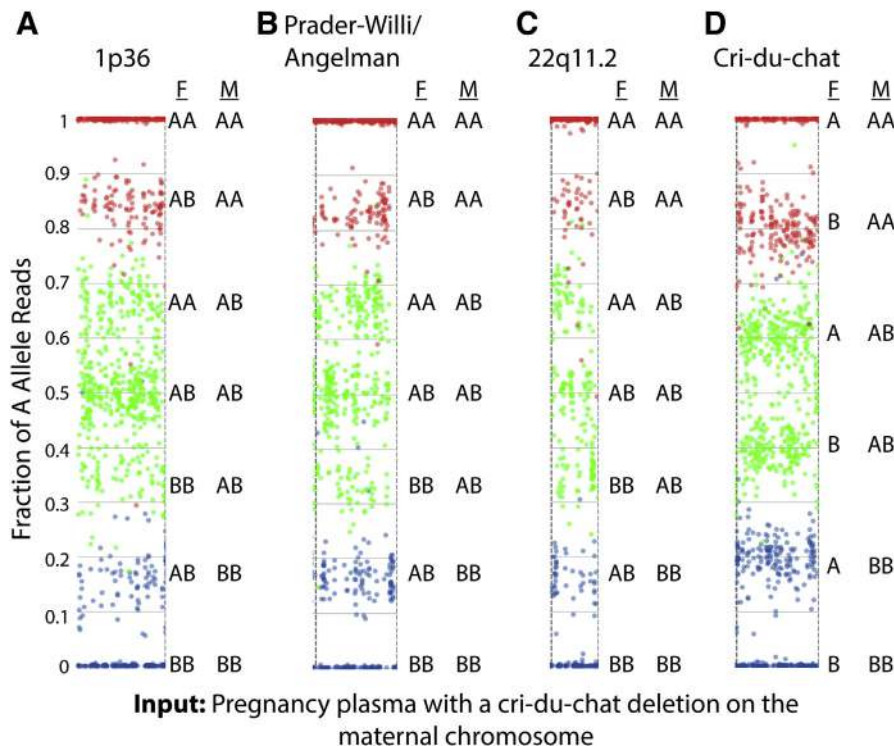 A B Prader-Willi/ C D
1p36 Angelman 22q11.2 Cri-du-chat
F M F M F M F M
1 AA AA AA AA AA AA A AA
0.9
AB AA AB AA AB AA B AA
0.8
0.7
AA AB AA AB AA AB A AB
0.6
0.5 AB AB AB AB AB AB
0.4 B AB
BB AB BB AB BB AB
0.3
0.2
AB BB AB BB AB BB A BB
0.1
0 BB BB BB BB BB BB B BB
Fraction of A Allele Reads
Input: Pregnancy plasma with a cri-du-chat deletion on the
maternal chromosome